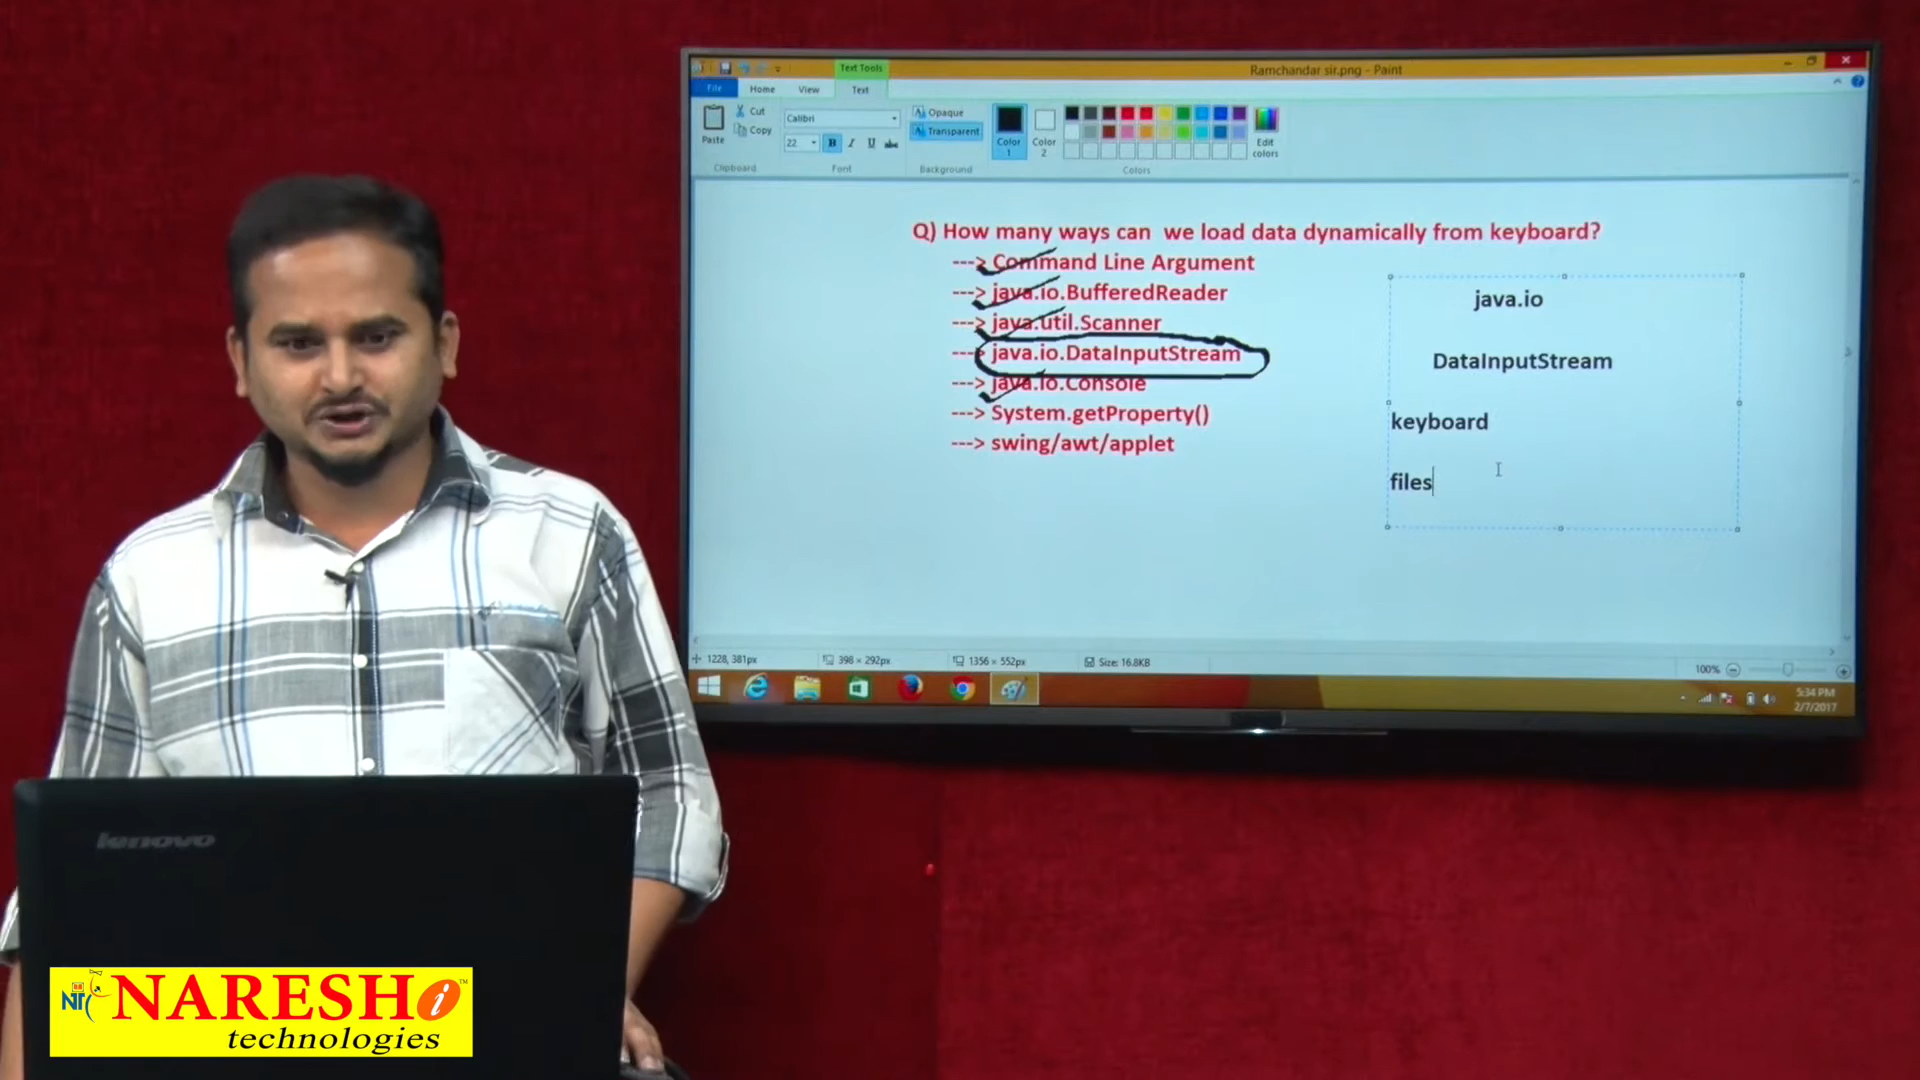 Ramchandar sir.png - Paint
Text Tools
File Home View Text
Paste
Cut
Copy
Clipboard
Calibri
22 B I U abc
Font
Opaque
Transparent
Background
Color 1
Color 2
Edit colors
Colors
Q) How many ways can we load data dynamically from keyboard?
---> Command Line Argument
---> java.io.BufferedReader
---> java.util.Scanner
---> java.io.DataInputStream
---> java.io.Console
---> System.getProperty()
---> swing/awt/applet
java.io
DataInputStream
keyboard
files
1228, 381px
398 × 292px
1356 × 552px
Size: 16.8KB
100%
5:34 PM
2/7/2017
lenovo
NT
NARESH i ™
technologies